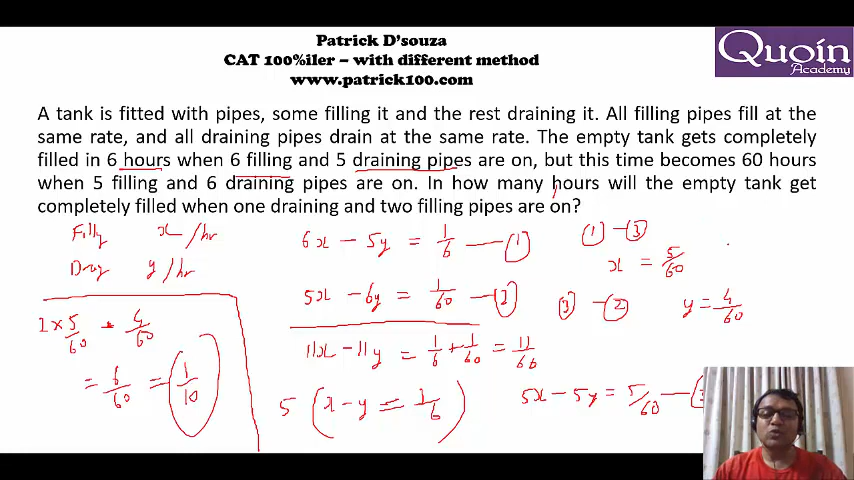 Patrick D'souza
CAT 100%iler – with different method
www.patrick100.com
Quoin
Academy
A tank is fitted with pipes, some filling it and the rest draining it. All filling pipes fill at the
same rate, and all draining pipes drain at the same rate. The empty tank gets completely
filled in 6 hours when 6 filling and 5 draining pipes are on, but this time becomes 60 hours
when 5 filling and 6 draining pipes are on. In how many hours will the empty tank get
completely filled when one draining and two filling pipes are on?
x /hr
y /hr
6x - 5y = 1/6 — (1)
5x - 6y = 1/60 — (2)
11x - 11y = 1/6 + 1/60 = 11/60
5 (x - y =
5x - 5y = 5/60 —
(1) - (3)
x = 5/60
(3) - (2)
y = 4/60
5/60 - 4/60
= 6/60 = 1/10